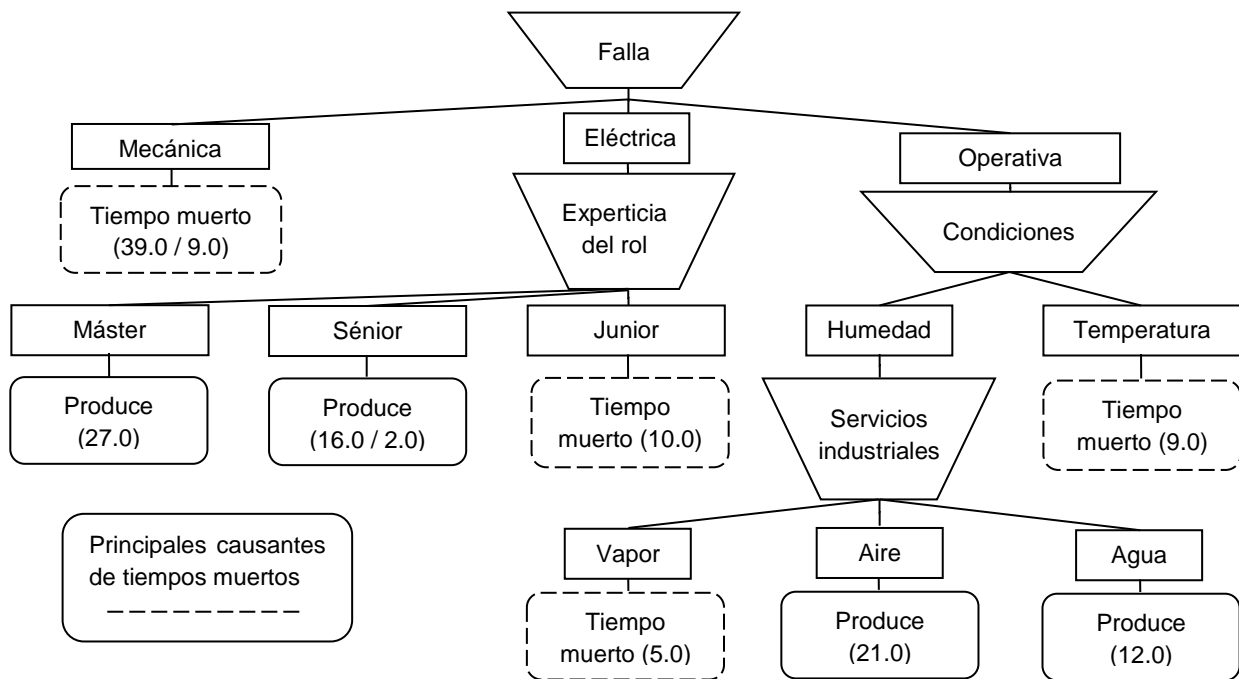 Falla
Mecánica
Eléctrica
Operativa
Tiempo muerto
(39.0 / 9.0)
Experticia
del rol
Condiciones
Máster
Sénior
Junior
Humedad
Temperatura
Produce
(27.0)
Produce
(16.0 / 2.0)
Tiempo
muerto (10.0)
Servicios
industriales
Tiempo
muerto (9.0)
Principales causantes
de tiempos muertos
Vapor
Aire
Agua
Tiempo
muerto (5.0)
Produce
(21.0)
Produce
(12.0)